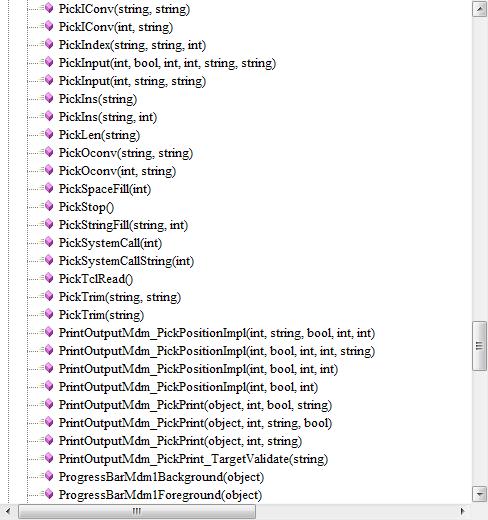 PickIConv(string, string)
PickIConv(int, string)
PickIndex(string, string, int)
PickInput(int, bool, int, int, string, string)
PickInput(int, string, string)
PickIns(string)
PickIns(string, int)
PickLen(string)
PickOconv(string, string)
PickOconv(int, string)
PickSpaceFill(int)
PickStop()
PickStringFill(string, int)
PickSystemCall(int)
PickSystemCallString(int)
PickTclRead()
PickTrim(string, string)
PickTrim(string)
PrintOutputMdm_PickPositionImpl(int, string, bool, int, int)
PrintOutputMdm_PickPositionImpl(int, bool, int, int, string)
PrintOutputMdm_PickPositionImpl(int, bool, int, int)
PrintOutputMdm_PickPositionImpl(int, bool, int)
PrintOutputMdm_PickPrint(object, int, bool, string)
PrintOutputMdm_PickPrint(object, int, string, bool)
PrintOutputMdm_PickPrint(object, int, string)
PrintOutputMdm_PickPrint_TargetValidate(string)
ProgressBarMdm1Background(object)
ProgressBarMdm1Foreground(object)